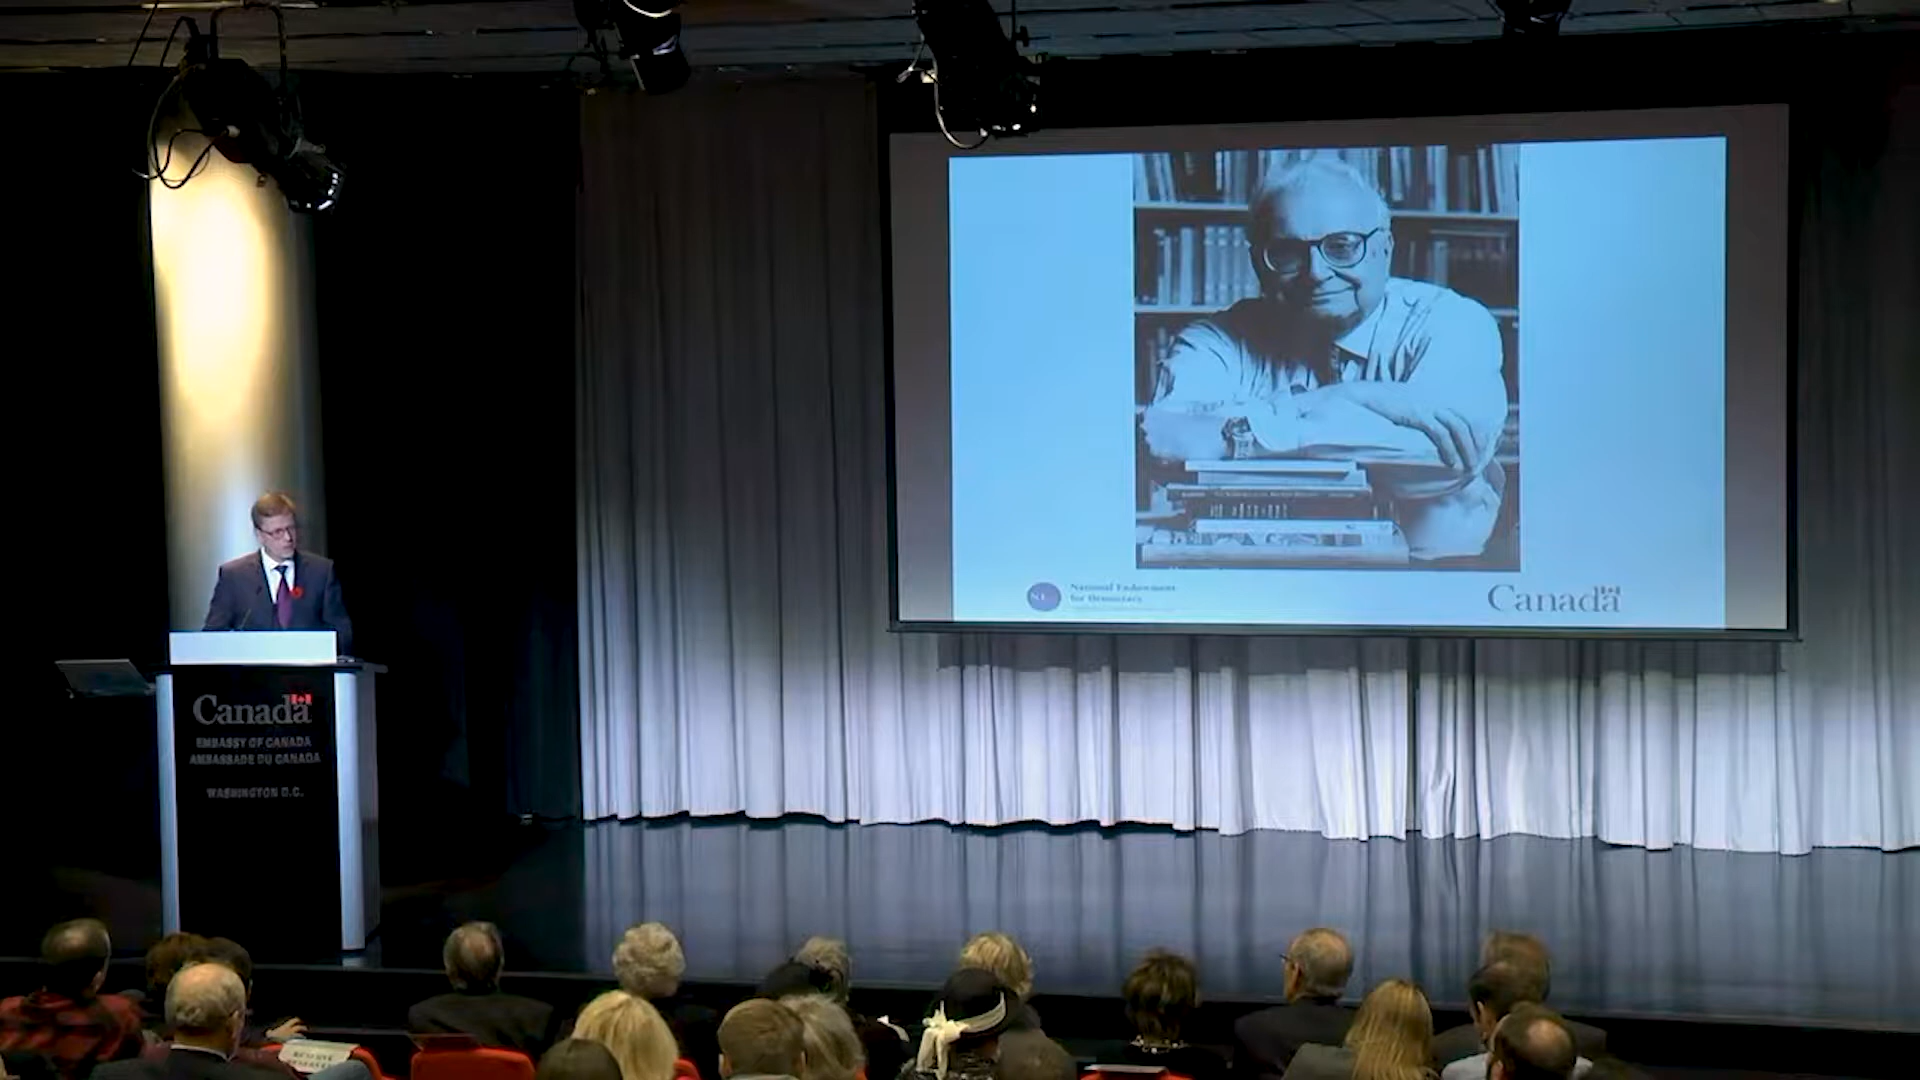 National Endowment
for Democracy
Canada
Canada
EMBASSY OF CANADA
AMBASSADE DU CANADA
WASHINGTON D.C.